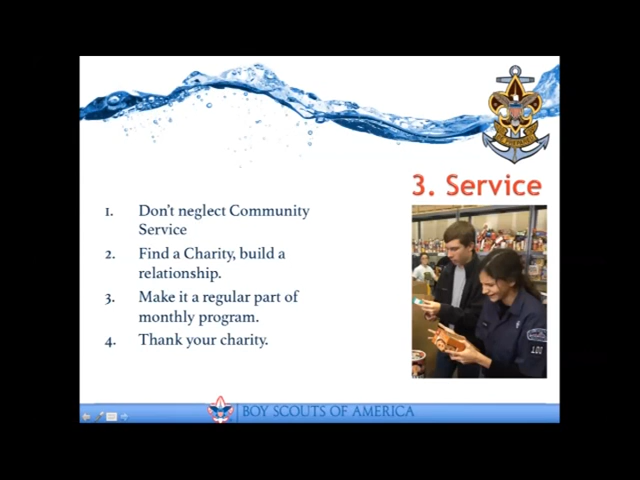 3. Service
1. Don't neglect Community
Service
2. Find a Charity, build a
relationship.
3. Make it a regular part of
monthly program.
4. Thank your charity.
BOY SCOUTS OF AMERICA